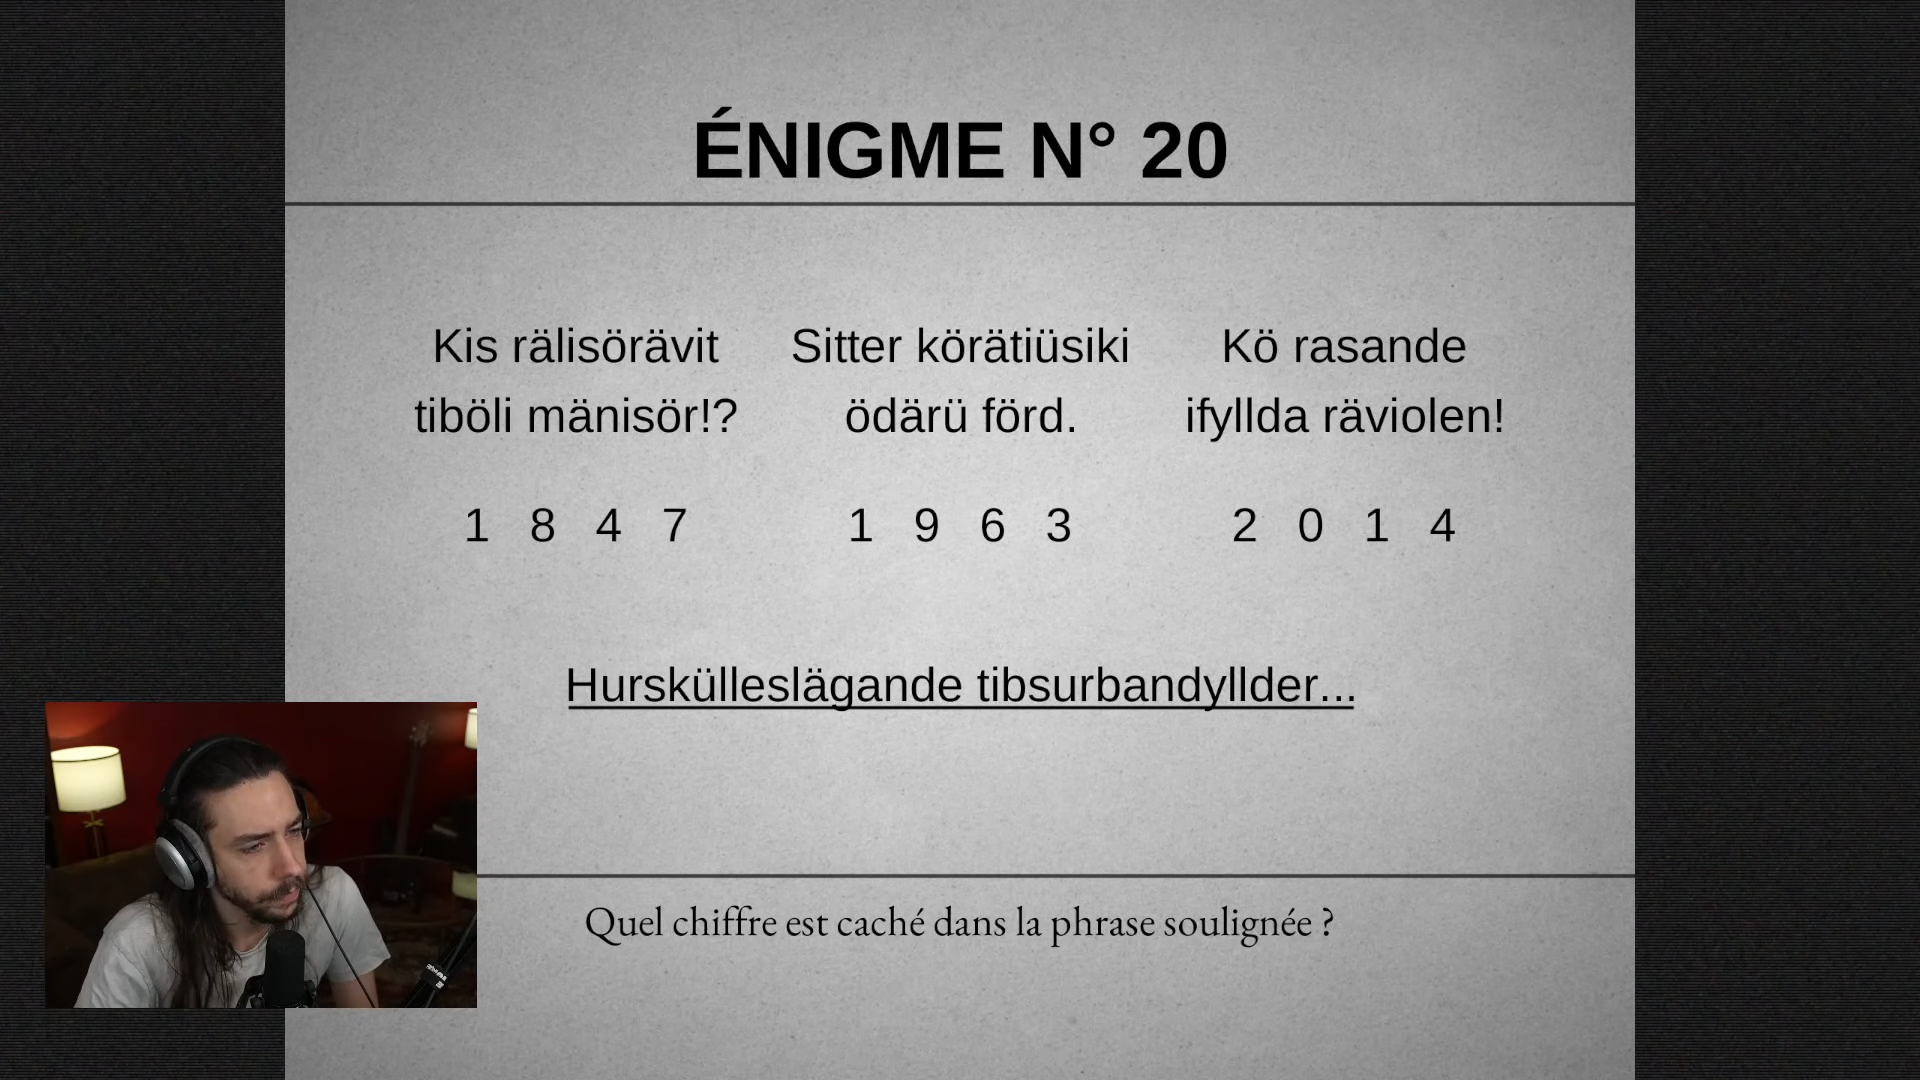 ÉNIGME N° 20
Kis rälisörävit
tiböli mänisör!?
1 8 4 7
Sitter körätiüsiki
ödärü förd.
1 9 6 3
Kö rasande
ifyllda räviolen!
2 0 1 4
Hurskülleslägande tibsurbandyllder...
Quel chiffre est caché dans la phrase soulignée ?